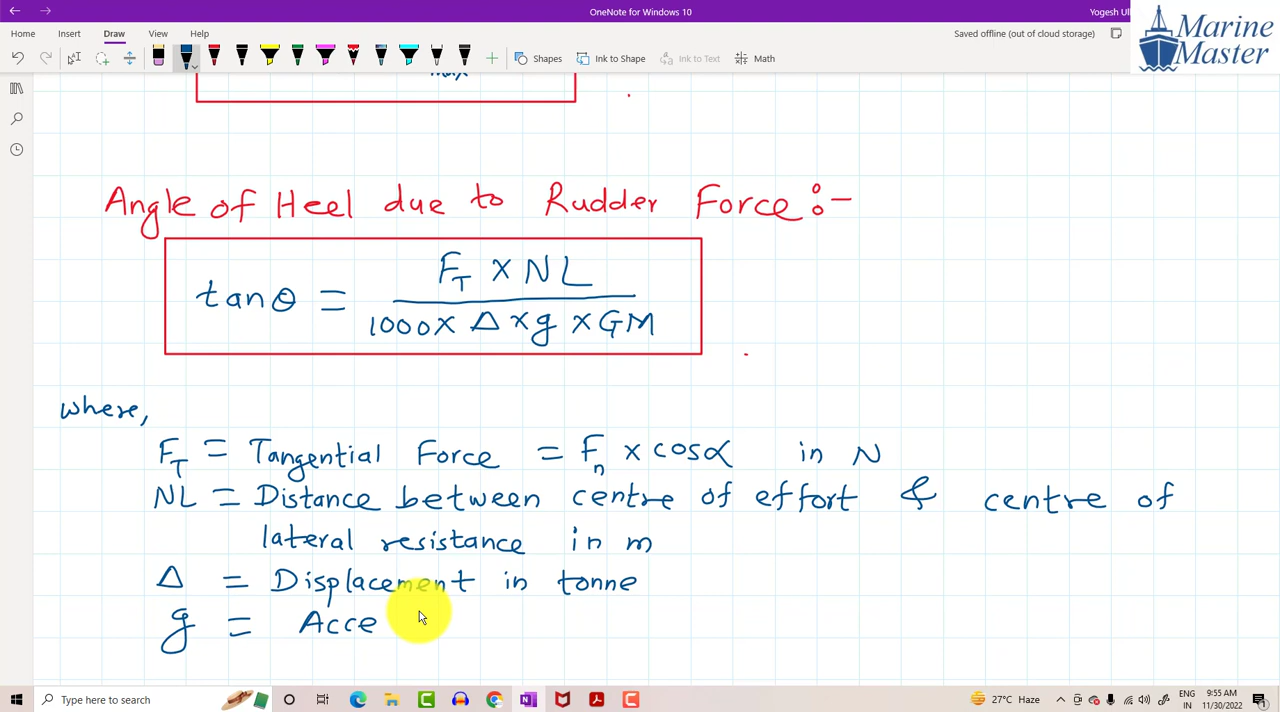 OneNote for Windows 10
Yogesh Ul
Marine Master
Home Insert Draw View Help
Saved offline (out of cloud storage)
Shapes Ink to Shape Ink to Text Math
max
Angle of Heel due to Rudder Force :-
tanθ = F_T × NL / 1000 × Δ × g × GM
where,
F_T = Tangential Force = F_n × cosα in N
NL = Distance between centre of effort & centre of
lateral resistance in m
Δ = Displacement in tonne
g = Acce
Type here to search
27°C Haze
ENG
IN
9:55 AM
11/30/2022